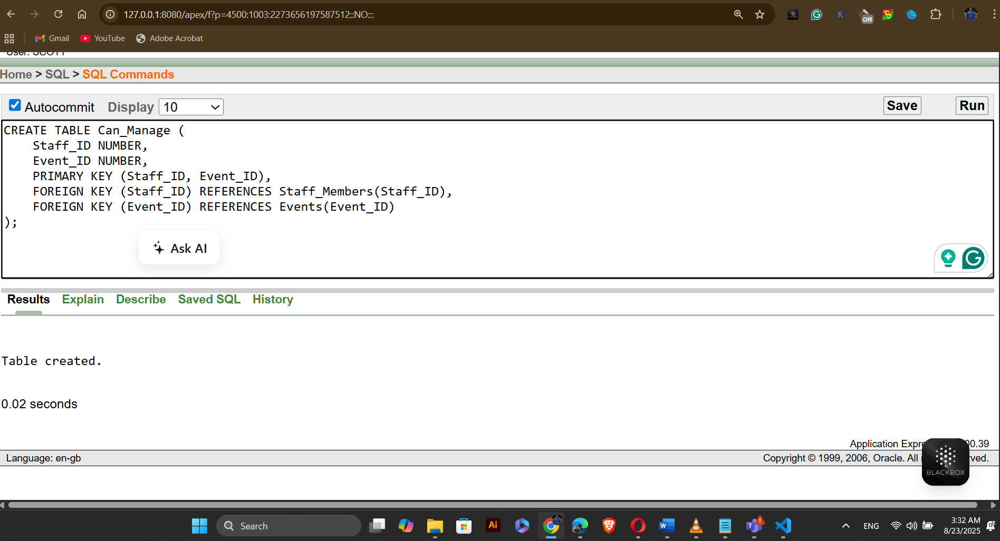 127.0.0.1:8080/apex/f?p=4500:1003:2273656197587512::NO:::
K
Off
S
Gmail
YouTube
Adobe Acrobat
User: SCOTT
Home > SQL > SQL Commands
Autocommit Display 10 Save Run
CREATE TABLE Can_Manage (
    Staff_ID NUMBER,
    Event_ID NUMBER,
    PRIMARY KEY (Staff_ID, Event_ID),
    FOREIGN KEY (Staff_ID) REFERENCES Staff_Members(Staff_ID),
    FOREIGN KEY (Event_ID) REFERENCES Events(Event_ID)
);
Ask AI
Results Explain Describe Saved SQL History
Table created.
0.02 seconds
Application Expr 00.39
Language: en-gb
Copyright © 1999, 2006, Oracle. All rved.
BLACKBOX
Search
Ai
W
T
ENG
3:32 AM
8/23/2025